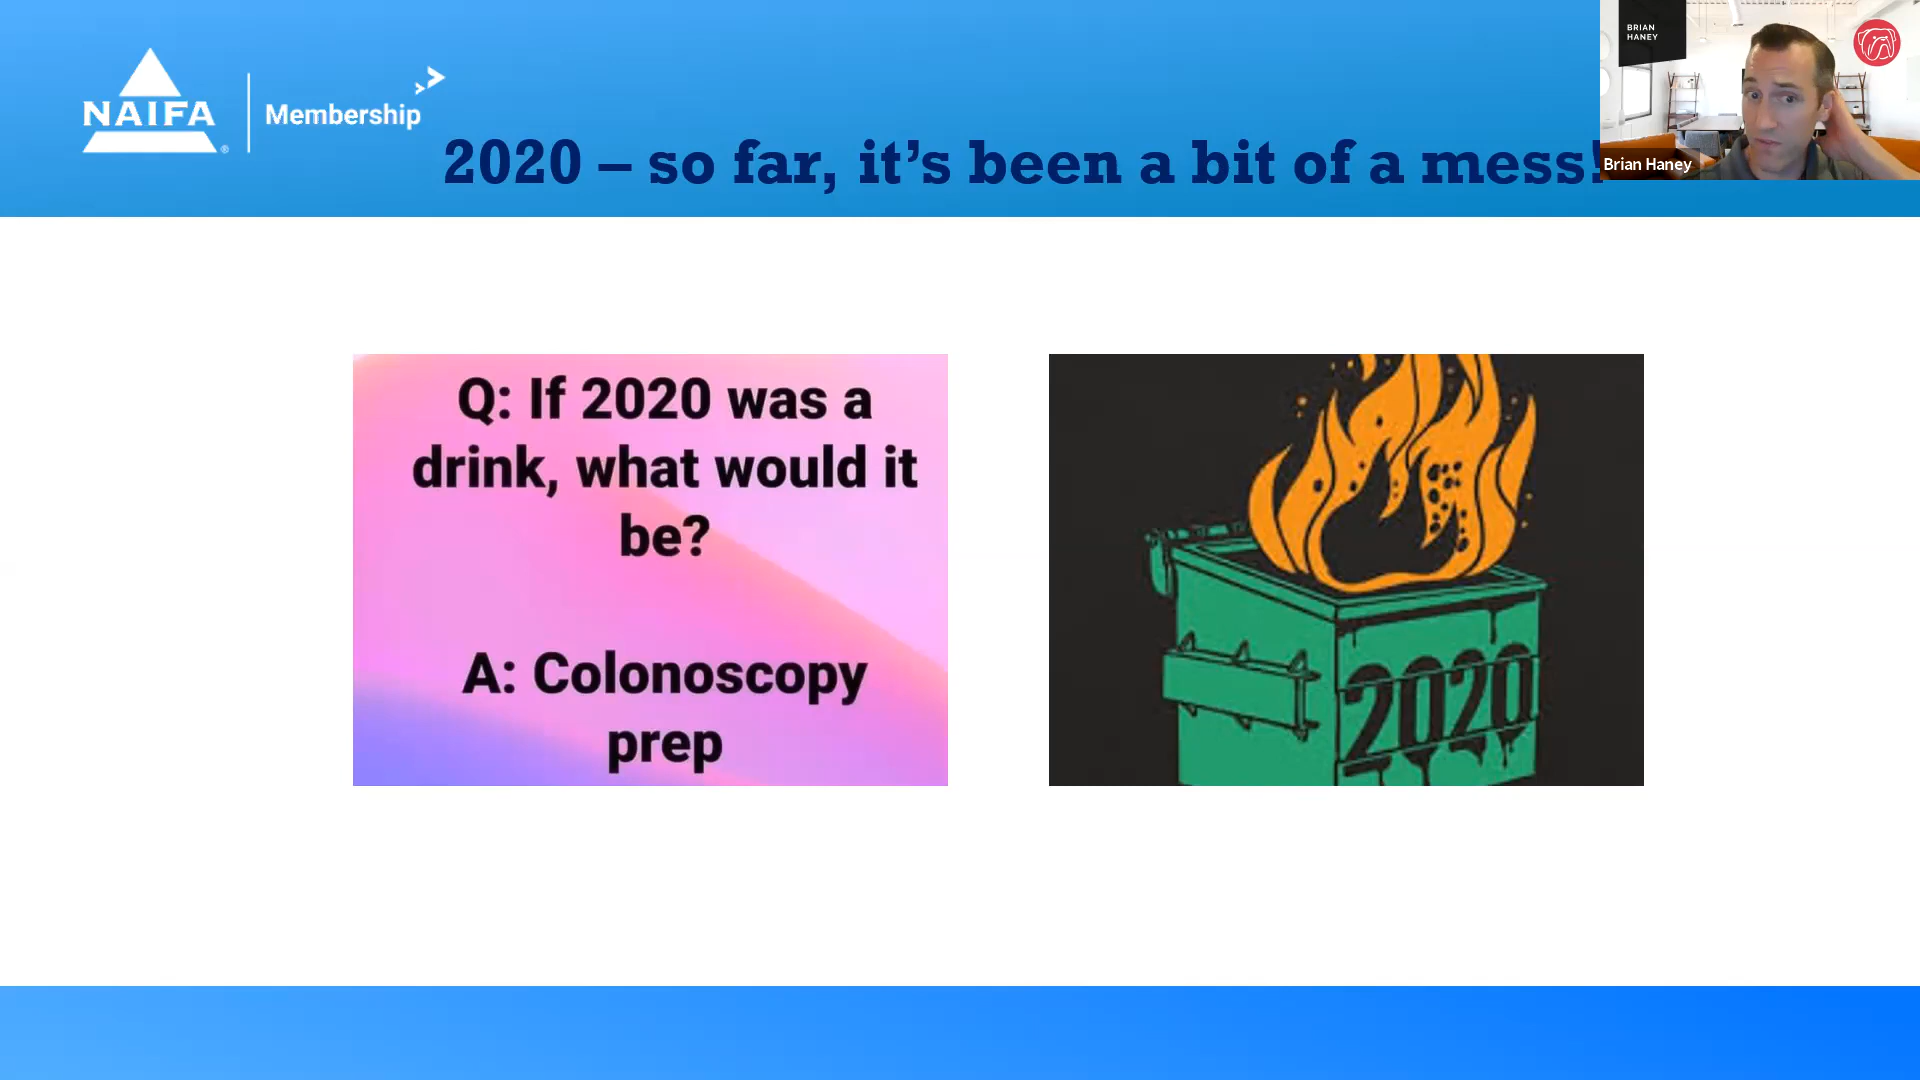 NAIFA
®
Membership
2020 – so far, it’s been a bit of a mess!
BRIAN
HANEY
Brian Haney
Q: If 2020 was a
drink, what would it
be?
A: Colonoscopy
prep
2020